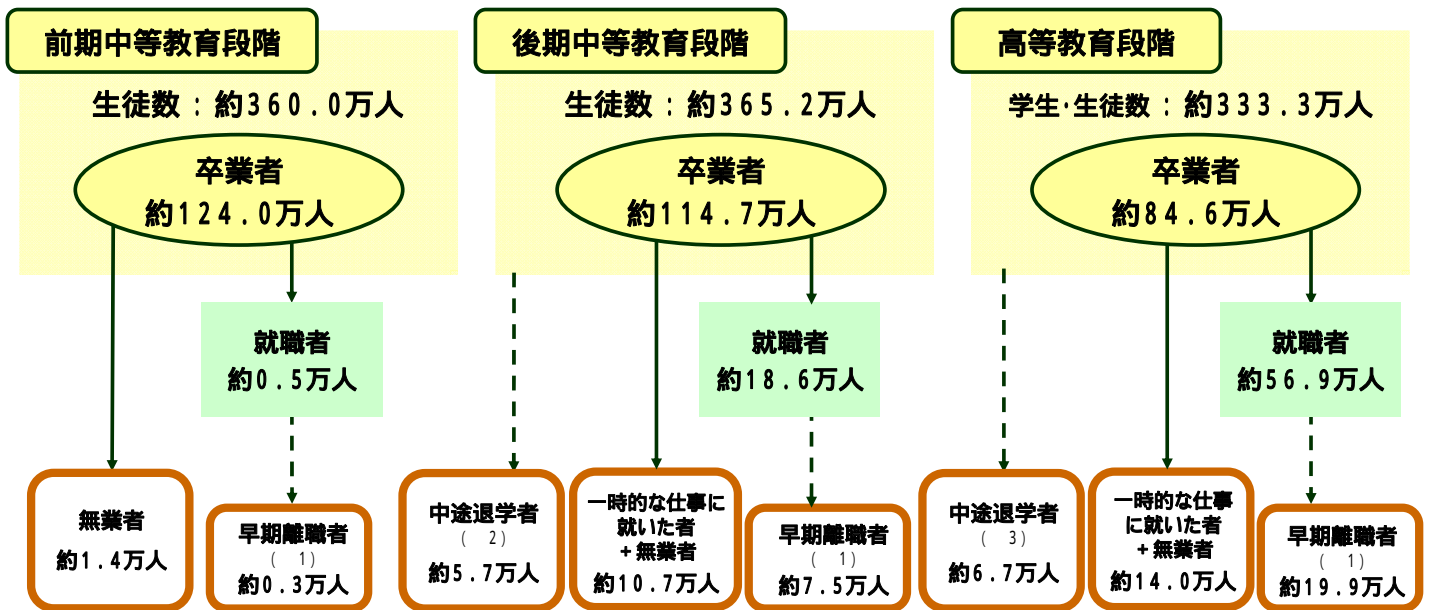 前期中等教育段階
生徒数：約360.0万人
卒業者
約124.0万人
就職者
約0.5万人
無業者
約1.4万人
早期離職者
（　1）
約0.3万人
後期中等教育段階
生徒数：約365.2万人
卒業者
約114.7万人
就職者
約18.6万人
中途退学者
（　2）
約5.7万人
一時的な仕事に
就いた者
＋無業者
約10.7万人
早期離職者
（　1）
約7.5万人
高等教育段階
学生・生徒数：約333.3万人
卒業者
約84.6万人
就職者
約56.9万人
中途退学者
（　3）
約6.7万人
一時的な仕事
に就いた者
＋無業者
約14.0万人
早期離職者
（　1）
約19.9万人